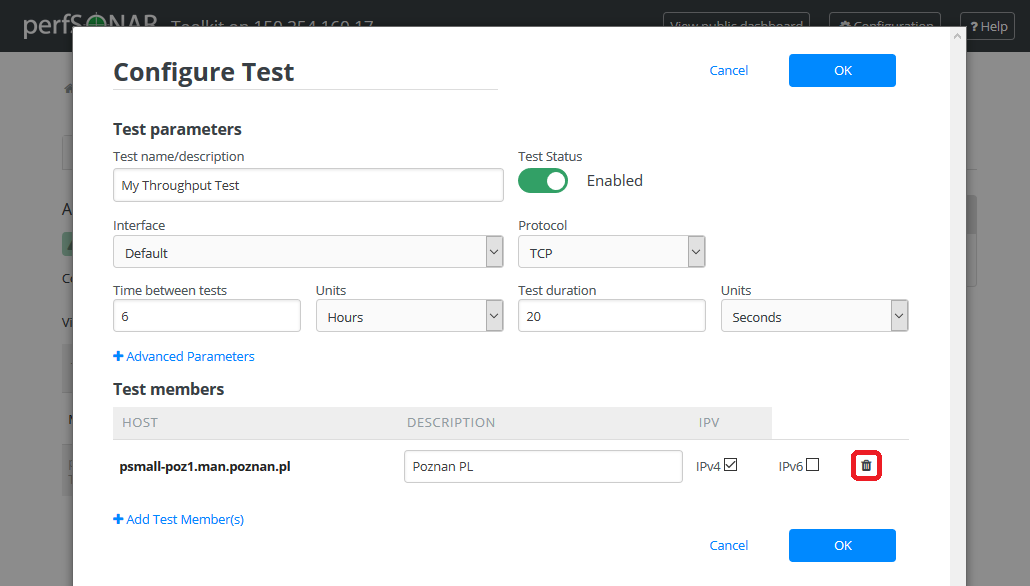 perfSONAR Toolkit on 150.254.160.17 View public dashboard Configuration ? Help
Configure Test Cancel OK
Test parameters
Test name/description Test Status
My Throughput Test Enabled
Interface Protocol
Default TCP
Time between tests Units Test duration Units
6 Hours 20 Seconds
Advanced Parameters
Test members
HOST DESCRIPTION IPV
psmall-poz1.man.poznan.pl Poznan PL IPv4 IPv6
Add Test Member(s)
Cancel OK